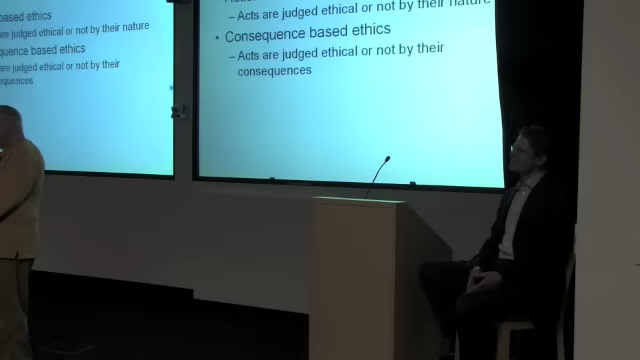 based ethics
are judged ethical or not by their nature
quence based ethics
are judged ethical or not by their
equences
– Acts are judged ethical or not by their nature
• Consequence based ethics
– Acts are judged ethical or not by their
consequences